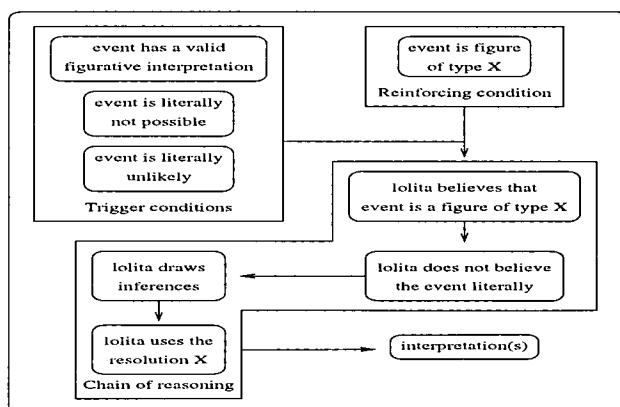 event has a valid
figurative interpretation
event is literally
not possible
event is literally
unlikely
Trigger conditions
event is figure
of type X
Reinforcing condition
lolita believes that
event is a figure of type X
lolita does not believe
the event literally
lolita draws
inferences
lolita uses the
resolution X
Chain of reasoning
interpretation(s)